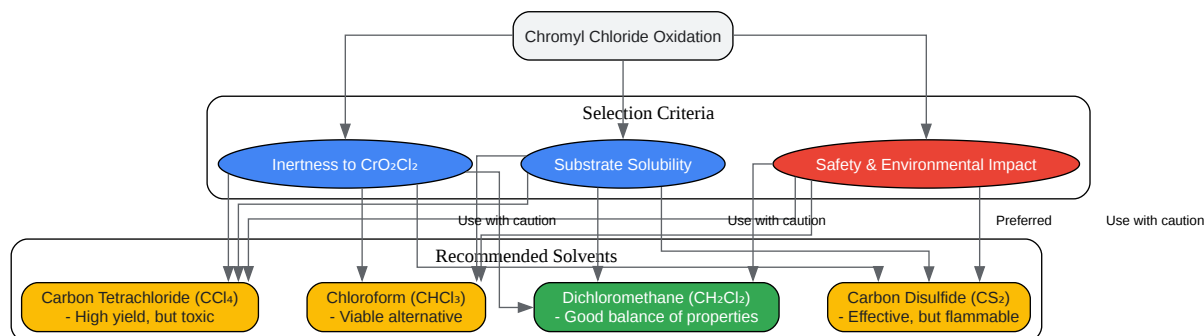 Chromyl Chloride Oxidation
Selection Criteria
Inertness to CrO₂Cl₂
Substrate Solubility
Safety & Environmental Impact
Use with caution
Use with caution
Preferred
Use with caution
Recommended Solvents
Carbon Tetrachloride (CCl₄)
- High yield, but toxic
Chloroform (CHCl₃)
- Viable alternative
Dichloromethane (CH₂Cl₂)
- Good balance of properties
Carbon Disulfide (CS₂)
- Effective, but flammable